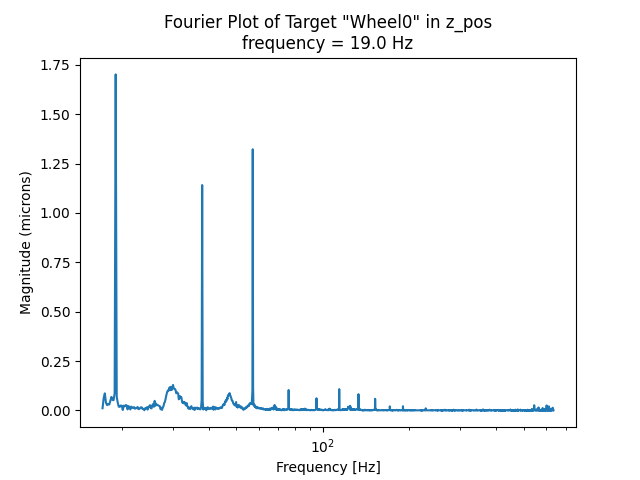 Fourier Plot of Target "Wheel0" in z_pos
frequency = 19.0 Hz
1.75
1.50
1.25
1.00
0.75
0.50
0.25
0.00
Magnitude (microns)
10²
Frequency [Hz]